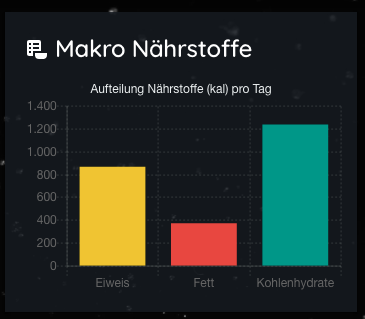 Makro Nährstoffe
Aufteilung Nährstoffe (kal) pro Tag
1.400
1.200
1.000
800
600
400
200
0
Eiweis Fett Kohlenhydrate